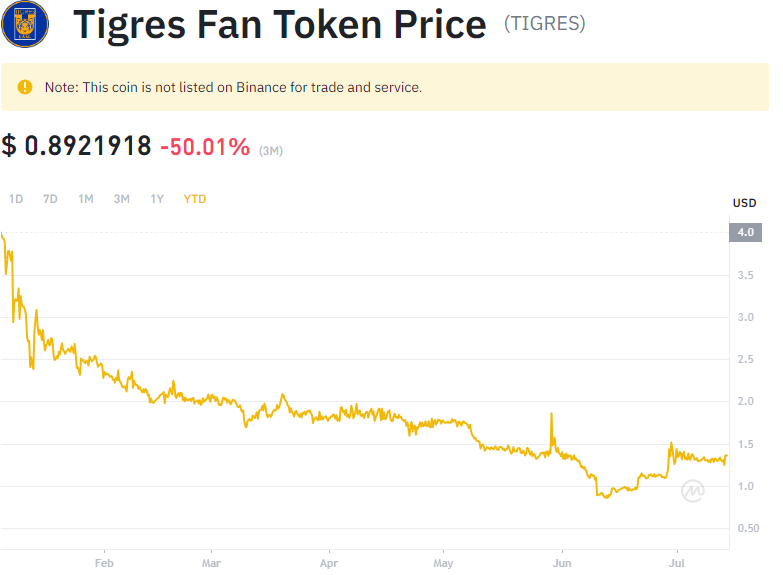 Tigres Fan Token Price (TIGRES)
Note: This coin is not listed on Binance for trade and service.
$ 0.8921918 -50.01% (3M)
1D 7D 1M 3M 1Y YTD
USD
4.0
3.5
3.0
2.5
2.0
1.5
1.0
0.50
Feb Mar Apr May Jun Jul